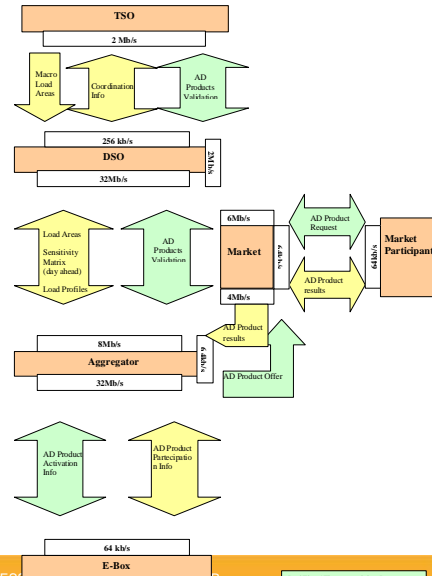 TSO
2 Mb/s
Macro
Load
Areas
Coordination
Info
AD
Products
Validation
256 kb/s
DSO
2Mb/s
32Mb/s
Load Areas
Sensitivity
Matrix
(day ahead)
Load Profiles
AD
Products
Validation
6Mb/s
Market
4Mb/s
AD Product
Request
AD Product
results
64kb/s
Market
Participant
AD Product
results
AD Product Offer
8Mb/s
Aggregator
32Mb/s
AD Product
Activation
Info
AD Product
Partecipatio
n Info
64 kb/s
E-Box